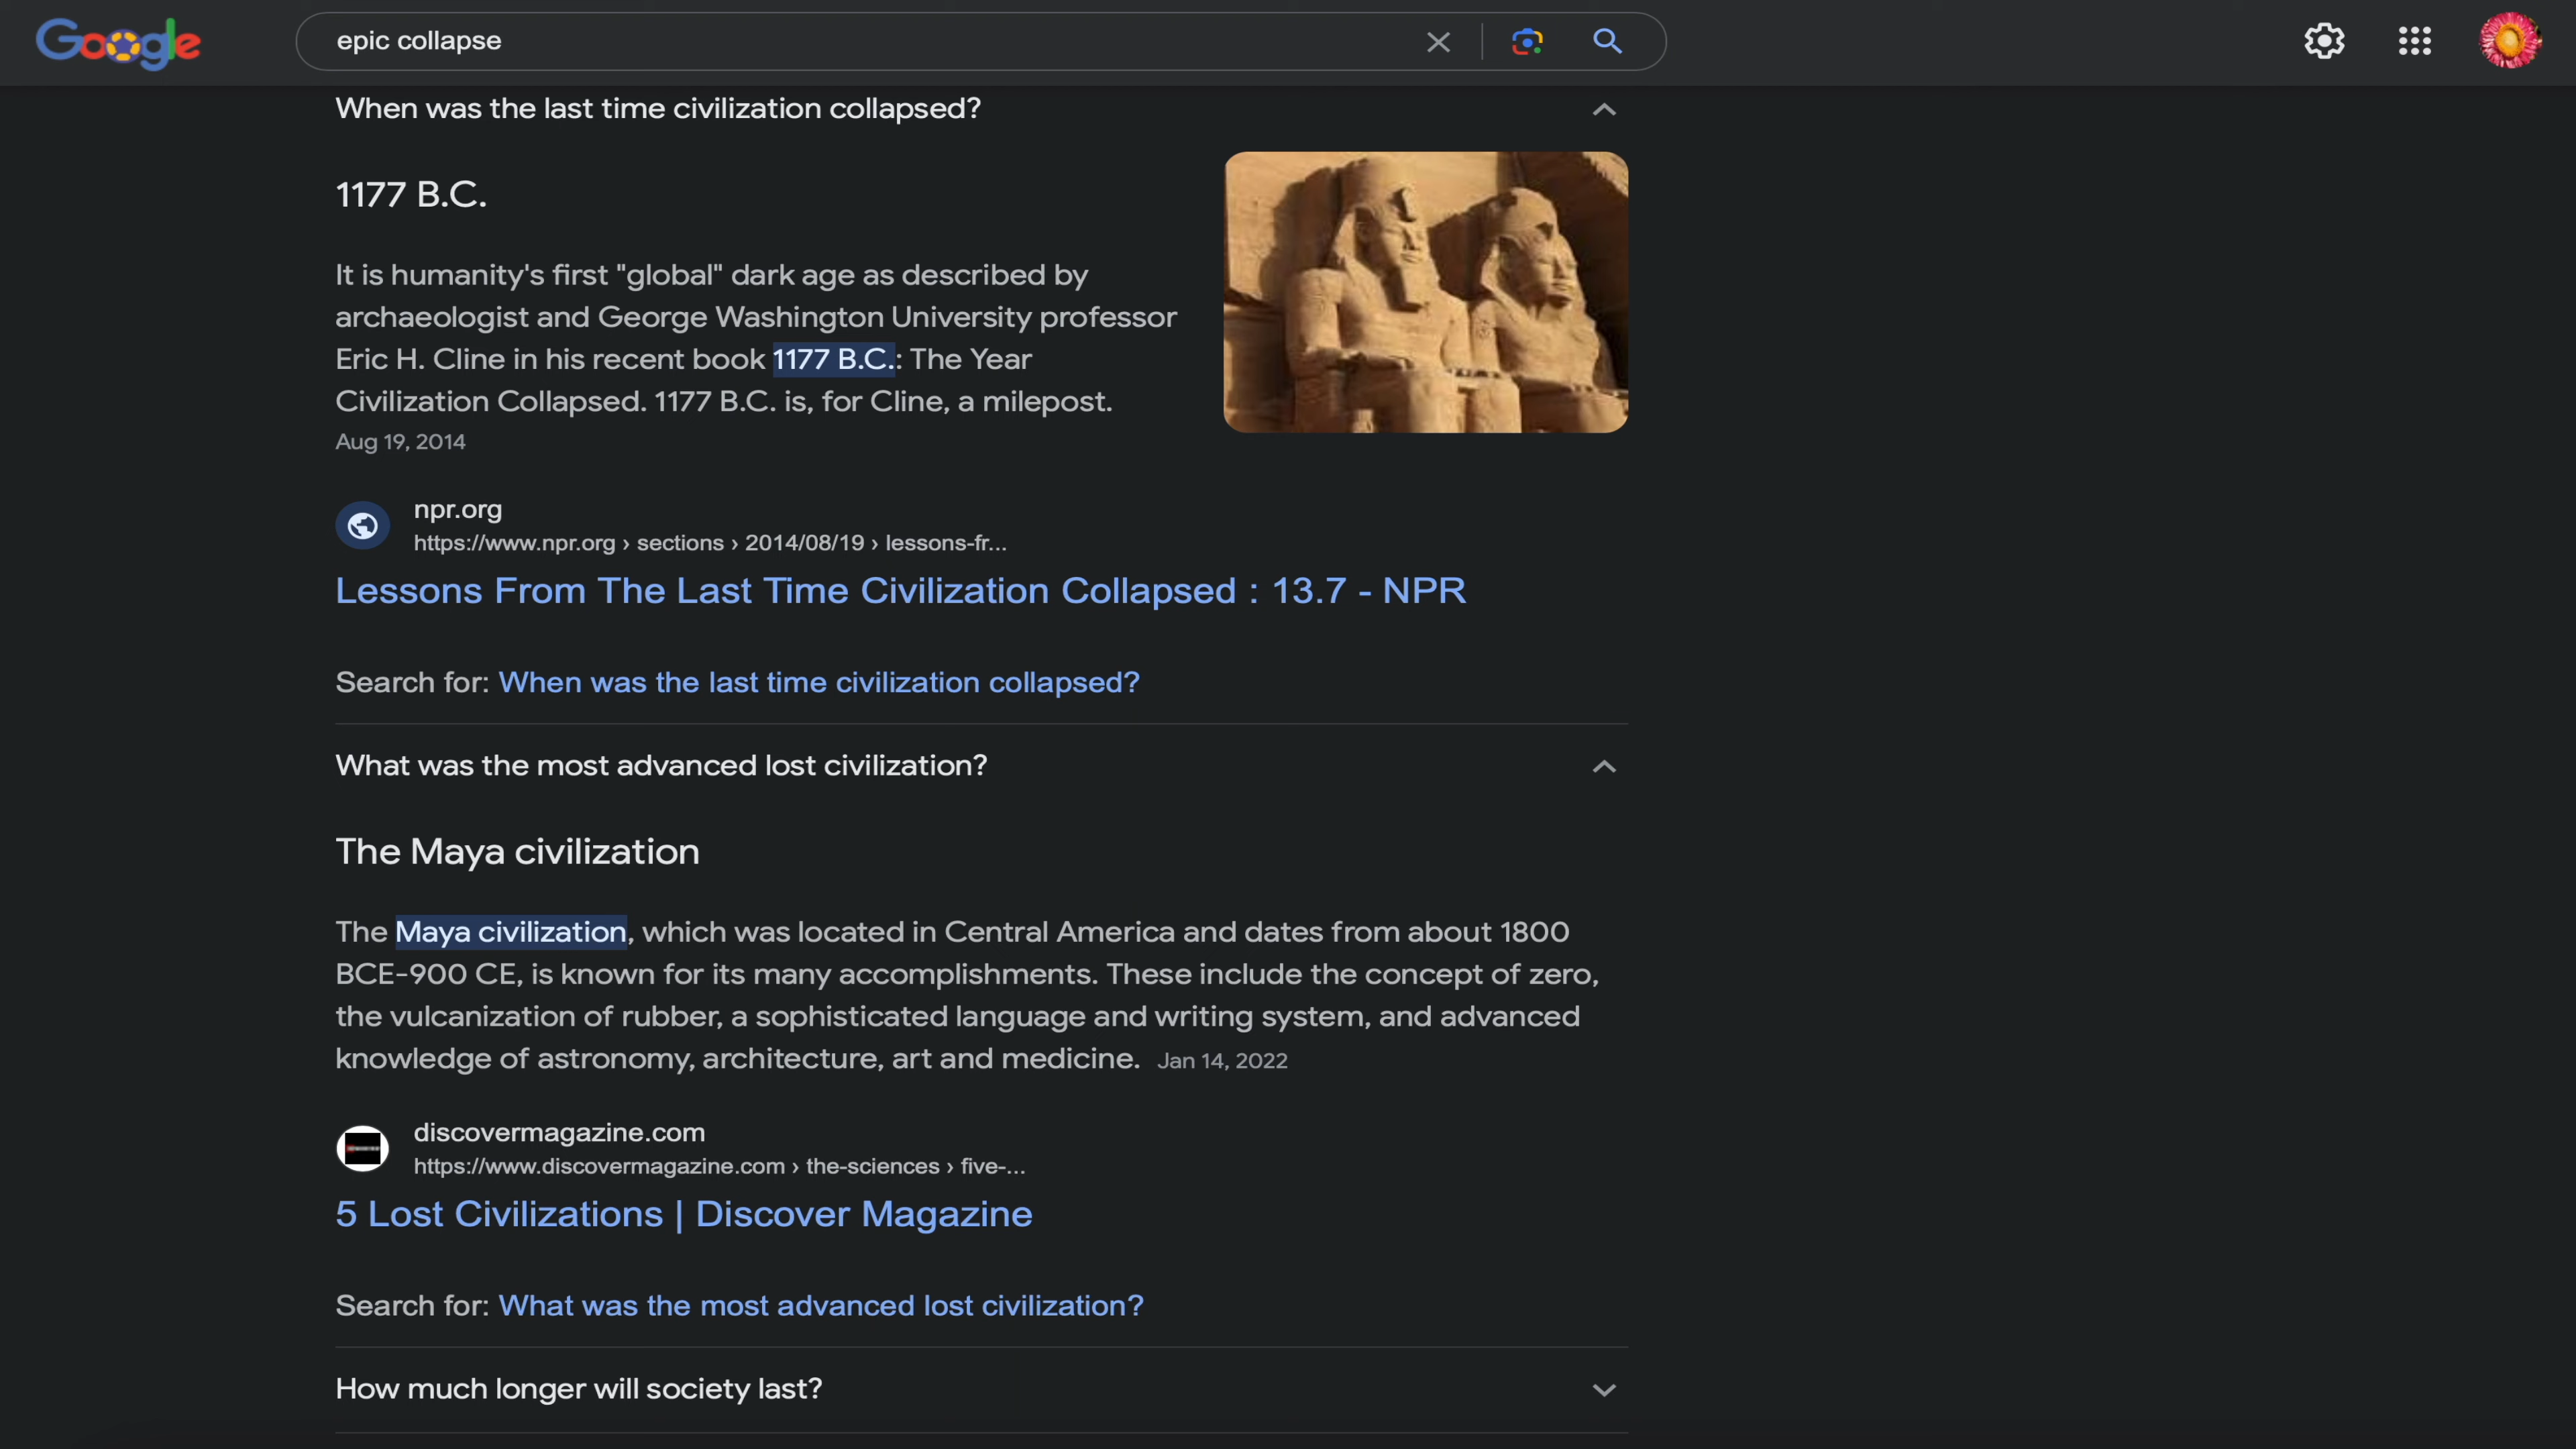 Google
epic collapse
When was the last time civilization collapsed?
1177 B.C.
It is humanity's first "global" dark age as described by
archaeologist and George Washington University professor
Eric H. Cline in his recent book 1177 B.C.: The Year
Civilization Collapsed. 1177 B.C. is, for Cline, a milepost.
Aug 19, 2014
npr.org
https://www.npr.org › sections › 2014/08/19 › lessons-fr...
Lessons From The Last Time Civilization Collapsed : 13.7 - NPR
Search for: When was the last time civilization collapsed?
What was the most advanced lost civilization?
The Maya civilization
The Maya civilization, which was located in Central America and dates from about 1800
BCE-900 CE, is known for its many accomplishments. These include the concept of zero,
the vulcanization of rubber, a sophisticated language and writing system, and advanced
knowledge of astronomy, architecture, art and medicine. Jan 14, 2022
discovermagazine.com
https://www.discovermagazine.com › the-sciences › five-...
5 Lost Civilizations | Discover Magazine
Search for: What was the most advanced lost civilization?
How much longer will society last?